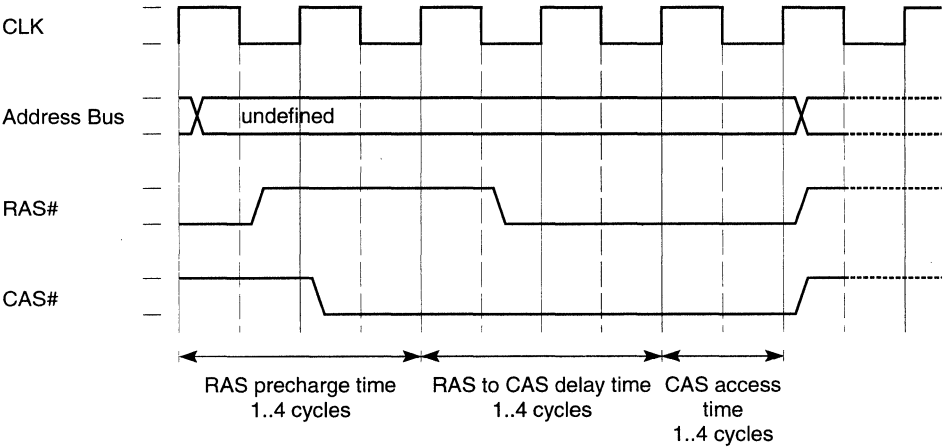 CLK
Address Bus
undefined
RAS#
CAS#
RAS precharge time
1..4 cycles
RAS to CAS delay time
1..4 cycles
CAS access
time
1..4 cycles